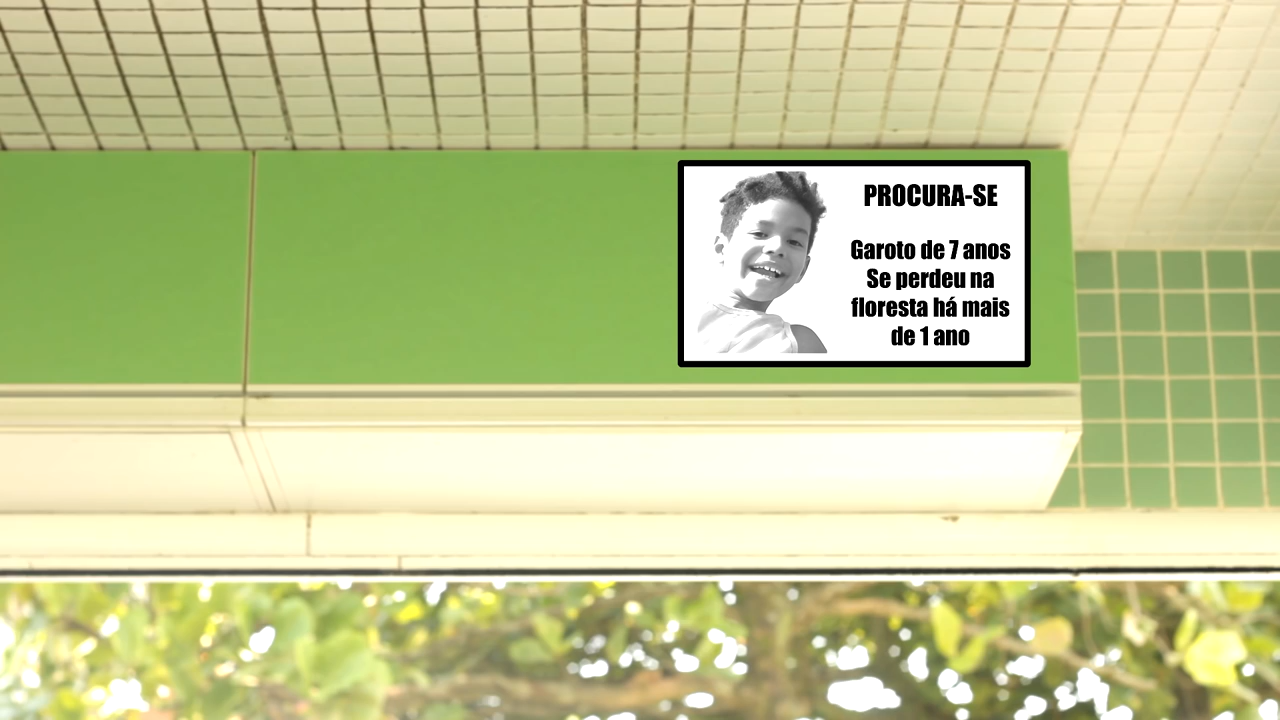 PROCURA-SE
Garoto de 7 anos
Se perdeu na
floresta há mais
de 1 ano